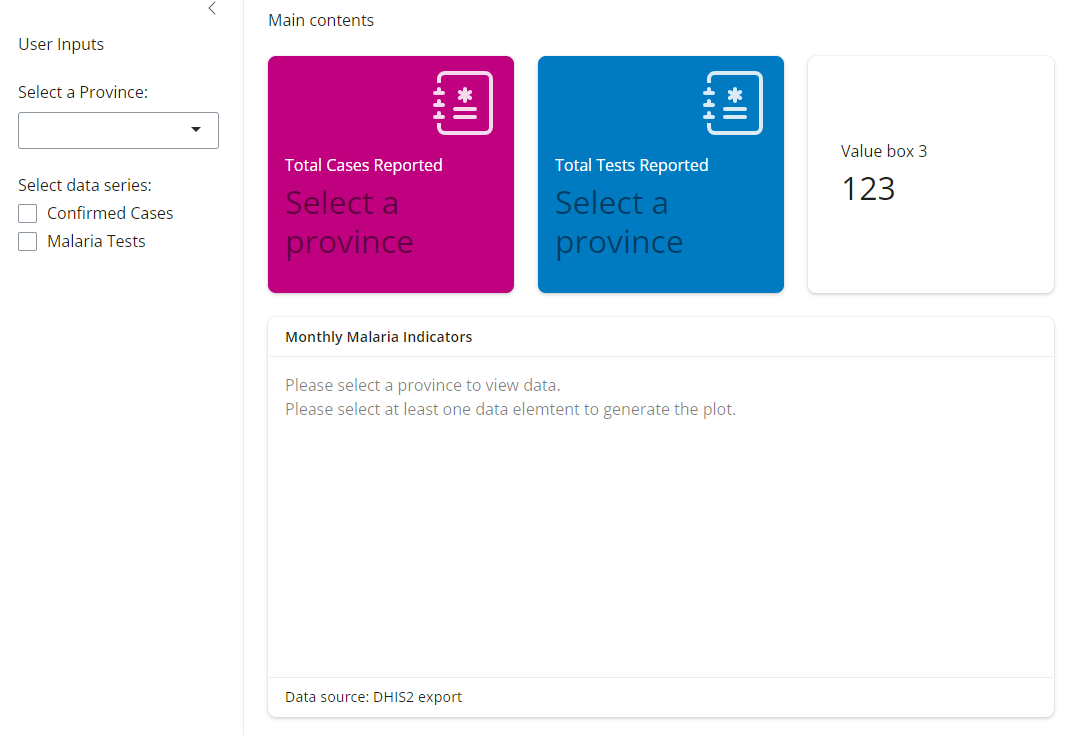 User Inputs
Select a Province:
Select data series:
Confirmed Cases
Malaria Tests
Main contents
Total Cases Reported
Select a
province
Total Tests Reported
Select a
province
Value box 3
123
Monthly Malaria Indicators
Please select a province to view data.
Please select at least one data elemtent to generate the plot.
Data source: DHIS2 export